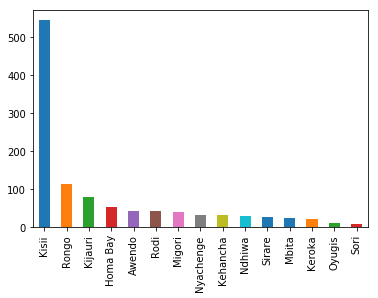 500
400
300
200
100
0
Kisii
Rongo
Kijauri
Homa Bay
Awendo
Rodi
Migori
Nyachenge
Kehancha
Ndhiwa
Sirare
Mbita
Keroka
Oyugis
Sori